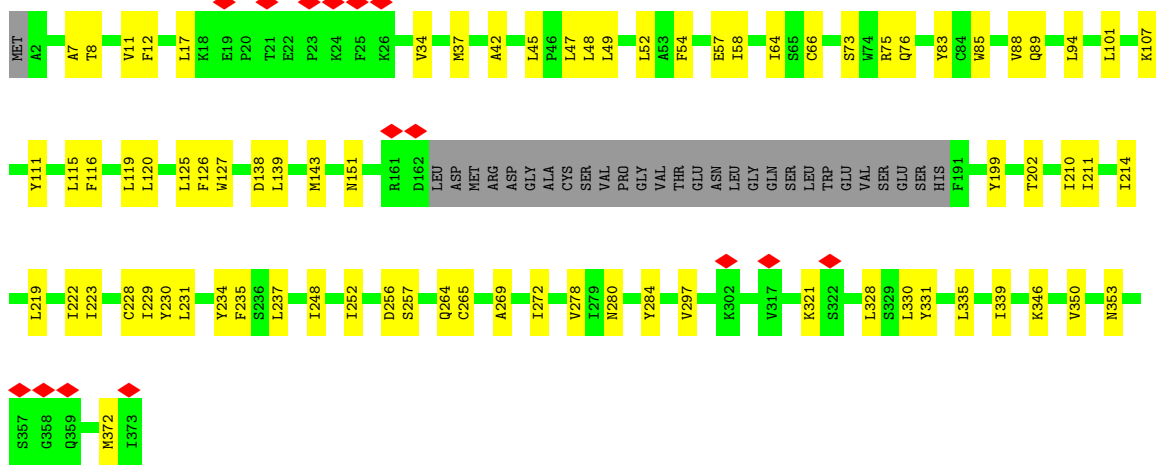 MET A2 A7 T8 V11 F12 L17 K18 E19 P20 T21 E22 P23 K24 F25 K26 V34 M37 A42 L45 P46 L47 L48 L49 L52 A53 F54 E57 I58 I64 S65 C66 S73 W74 R75 Q76 Y83 C84 W85 V88 Q89 L94 L101 K107
Y111 L115 F116 L119 L120 L125 F126 W127 D138 L139 M143 N151 R161 D162 LEU ASP MET ARG ASP GLY ALA CYS SER VAL PRO GLY VAL THR GLU ASN LEU GLY GLN SER LEU TRP GLU VAL SER GLU SER HIS F191 Y199 T202 I210 I211 I214
L219 I222 I223 C228 I229 Y230 L231 Y234 F235 S236 L237 I248 I252 D256 S257 Q264 C265 A269 I272 V278 I279 N280 Y284 V297 K302 V317 K321 S322 L328 S329 L330 Y331 L335 I339 K346 V350 N353
S357 G358 Q359 M372 I373